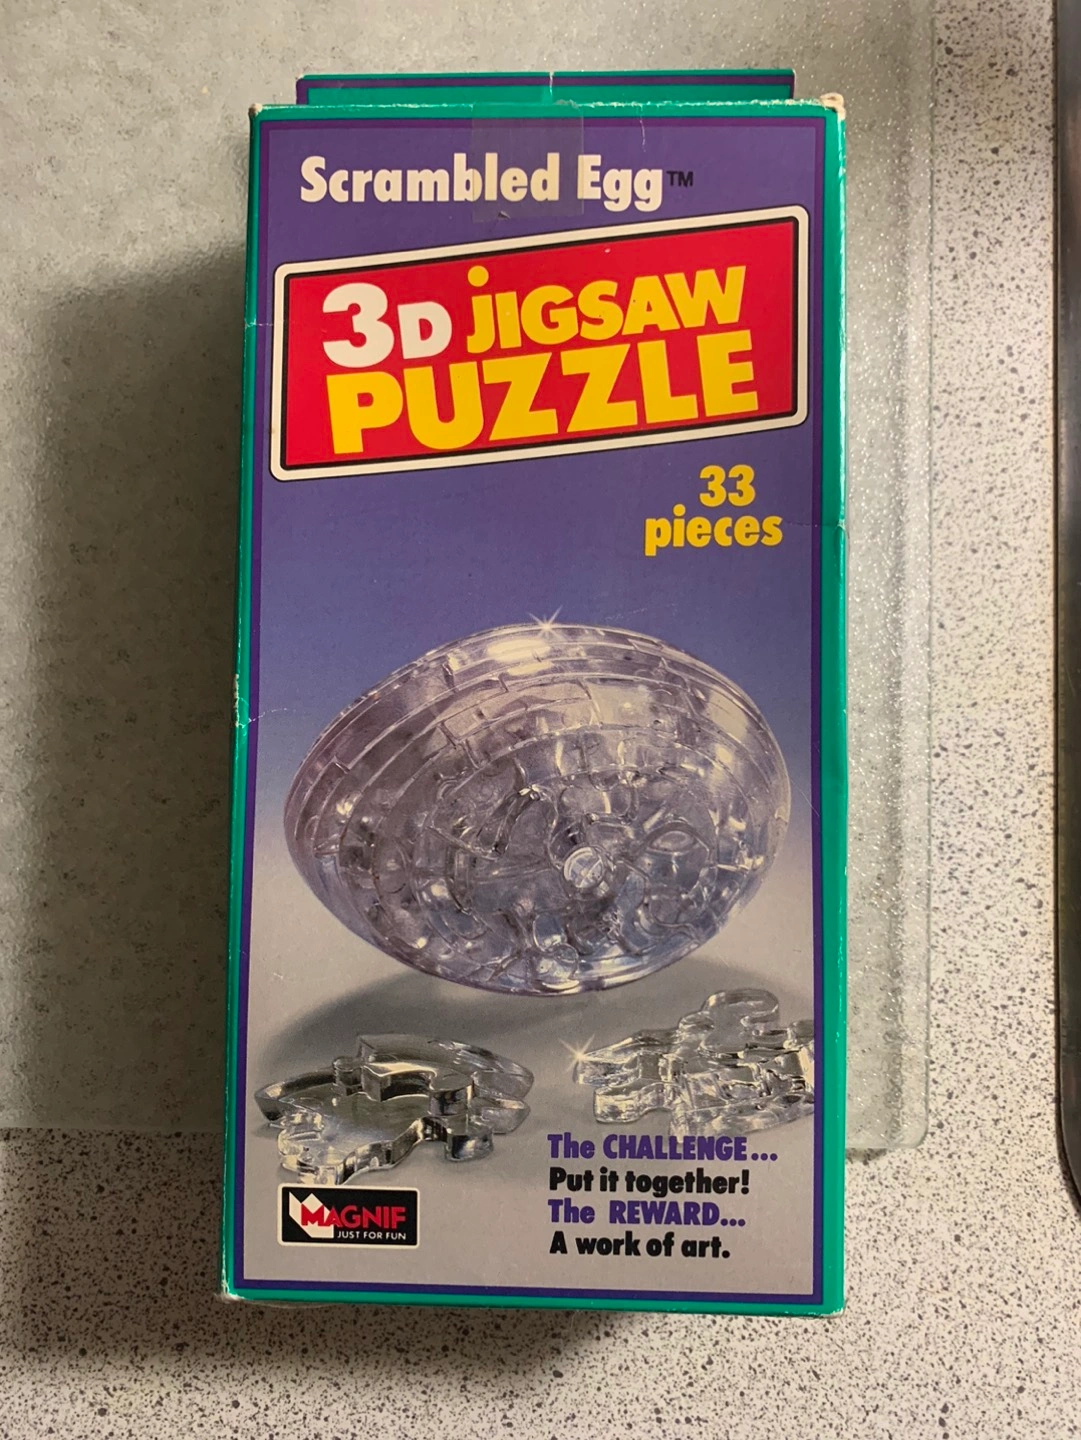 Scrambled Egg™
3D JIGSAW
PUZZLE
33
pieces
The CHALLENGE...
Put it together!
The REWARD...
A work of art.
MAGNIF
JUST FOR FUN